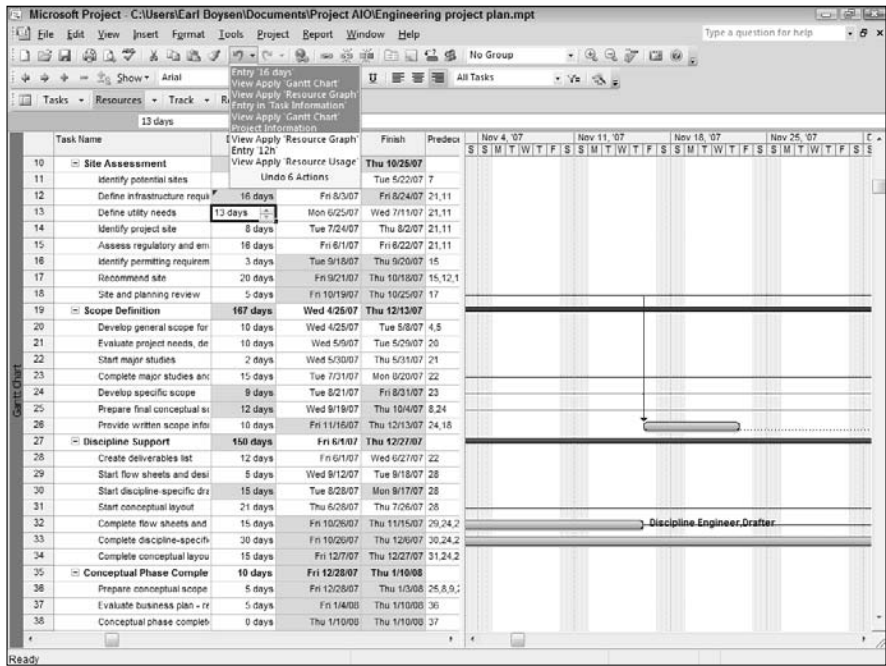 Microsoft Project - C:\Users\Earl Boysen\Documents\Project AIO\Engineering project plan.mpt
File Edit View Insert Format Tools Project Report Window Help Type a question for help
Show Arial U All Tasks No Group
Tasks Resources Track
13 days
Entry '16 days'
View Apply 'Gantt Chart'
View Apply 'Resource Graph'
Entry in 'Task Information'
View Apply 'Gantt Chart'
Project Information
View Apply 'Resource Graph'
Entry '12h'
View Apply 'Resource Usage'
Undo 6 Actions
Task Name Finish Predece Nov 4, '07 Nov 11, '07 Nov 18, '07 Nov 25, '07
S S M T W T F S S M T W T F S S M T W T F S S M T W T F S
10 Site Assessment Thu 10/25/07
11 Identify potential sites Tue 5/22/07 7
12 Define infrastructure requi 16 days Fri 8/3/07 Fri 8/24/07 21,11
13 Define utility needs 13 days Mon 6/25/07 Wed 7/11/07 21,11
14 Identify project site 8 days Tue 7/24/07 Thu 8/2/07 21,11
15 Assess regulatory and en 16 days Fri 6/1/07 Fri 6/22/07 21,11
16 Identify permitting requirem 3 days Tue 9/18/07 Thu 9/20/07 15
17 Recommend site 20 days Fri 9/21/07 Thu 10/18/07 15,12,1
18 Site and planning review 5 days Fri 10/19/07 Thu 10/25/07 17
19 Scope Definition 167 days Wed 4/25/07 Thu 12/13/07
20 Develop general scope for 10 days Wed 4/25/07 Tue 5/8/07 4,5
21 Evaluate project needs, de 10 days Wed 5/9/07 Tue 5/29/07 20
22 Start major studies 2 days Wed 5/30/07 Thu 5/31/07 21
23 Complete major studies and 15 days Tue 7/31/07 Mon 8/20/07 22
24 Develop specific scope 9 days Tue 8/21/07 Fri 8/31/07 23
25 Prepare final conceptual sc 12 days Wed 9/19/07 Thu 10/4/07 8,24
26 Provide written scope infor 10 days Fri 11/16/07 Thu 12/13/07 24,18
27 Discipline Support 150 days Fri 6/1/07 Thu 12/27/07
28 Create deliverables list 12 days Fri 6/1/07 Wed 6/27/07 22
29 Start flow sheets and desi 5 days Wed 9/12/07 Tue 9/18/07 28
30 Start discipline-specific dra 15 days Tue 8/28/07 Mon 9/17/07 28
31 Start conceptual layout 21 days Thu 6/28/07 Thu 7/26/07 28
32 Complete flow sheets and 15 days Fri 10/26/07 Thu 11/15/07 29,24,2 Discipline Engineer,Drafter
33 Complete discipline-specifi 30 days Fri 10/26/07 Thu 12/6/07 30,24,2
34 Complete conceptual layou 15 days Fri 12/7/07 Thu 12/27/07 31,24,2
35 Conceptual Phase Comple 10 days Fri 12/28/07 Thu 1/10/08
36 Prepare conceptual scope 5 days Fri 12/28/07 Thu 1/3/08 25,8,9,
37 Evaluate business plan - re 5 days Fri 1/4/08 Thu 1/10/08 36
38 Conceptual phase complet 0 days Thu 1/10/08 Thu 1/10/08 37
Gantt Chart
Ready